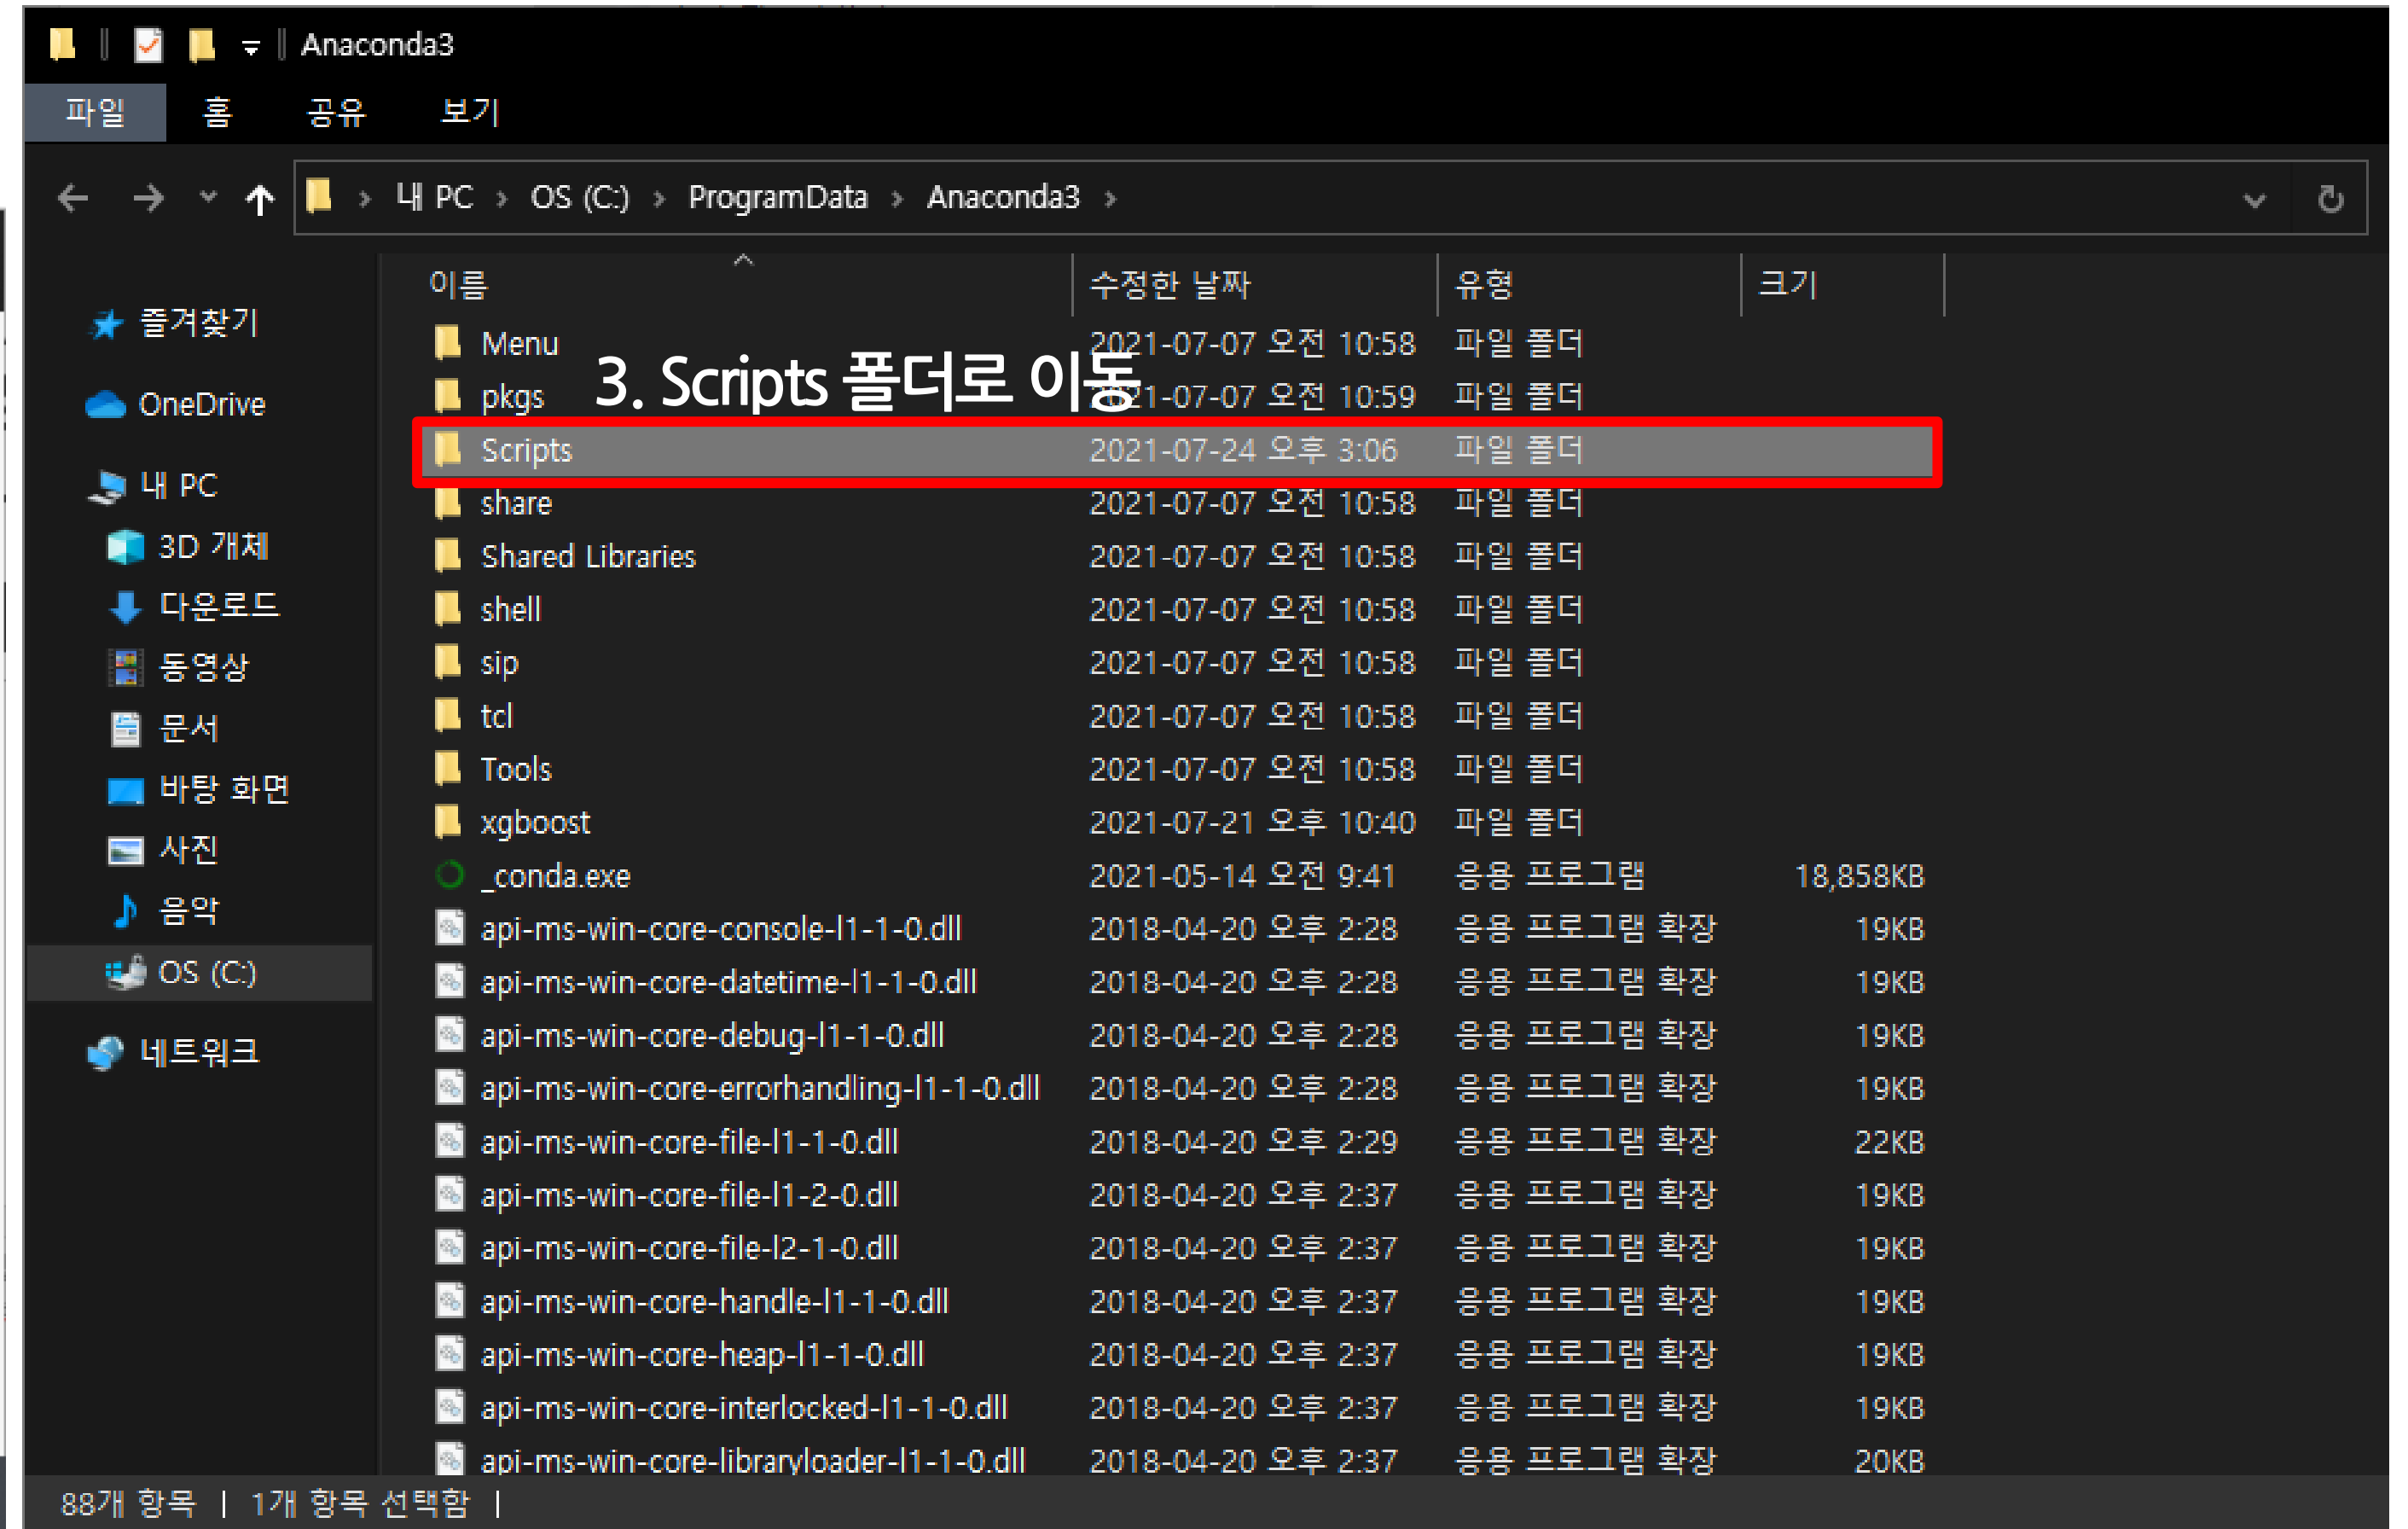 Anaconda3
파일 홈 공유 보기
내 PC > OS (C:) > ProgramData > Anaconda3 >
즐겨찾기
OneDrive
내 PC
3D 개체
다운로드
동영상
문서
바탕 화면
사진
음악
OS (C:)
네트워크
이름 수정한 날짜 유형 크기
Menu 2021-07-07 오전 10:58 파일 폴더
3. Scripts 폴더로 이동
pkgs 2021-07-07 오전 10:59 파일 폴더
Scripts 2021-07-24 오후 3:06 파일 폴더
share 2021-07-07 오전 10:58 파일 폴더
Shared Libraries 2021-07-07 오전 10:58 파일 폴더
shell 2021-07-07 오전 10:58 파일 폴더
sip 2021-07-07 오전 10:58 파일 폴더
tcl 2021-07-07 오전 10:58 파일 폴더
Tools 2021-07-07 오전 10:58 파일 폴더
xgboost 2021-07-21 오후 10:40 파일 폴더
_conda.exe 2021-05-14 오전 9:41 응용 프로그램 18,858KB
api-ms-win-core-console-l1-1-0.dll 2018-04-20 오후 2:28 응용 프로그램 확장 19KB
api-ms-win-core-datetime-l1-1-0.dll 2018-04-20 오후 2:28 응용 프로그램 확장 19KB
api-ms-win-core-debug-l1-1-0.dll 2018-04-20 오후 2:28 응용 프로그램 확장 19KB
api-ms-win-core-errorhandling-l1-1-0.dll 2018-04-20 오후 2:28 응용 프로그램 확장 19KB
api-ms-win-core-file-l1-1-0.dll 2018-04-20 오후 2:29 응용 프로그램 확장 22KB
api-ms-win-core-file-l1-2-0.dll 2018-04-20 오후 2:37 응용 프로그램 확장 19KB
api-ms-win-core-file-l2-1-0.dll 2018-04-20 오후 2:37 응용 프로그램 확장 19KB
api-ms-win-core-handle-l1-1-0.dll 2018-04-20 오후 2:37 응용 프로그램 확장 19KB
api-ms-win-core-heap-l1-1-0.dll 2018-04-20 오후 2:37 응용 프로그램 확장 19KB
api-ms-win-core-interlocked-l1-1-0.dll 2018-04-20 오후 2:37 응용 프로그램 확장 19KB
api-ms-win-core-libraryloader-l1-1-0.dll 2018-04-20 오후 2:37 응용 프로그램 확장 20KB
88개 항목 | 1개 항목 선택함 |